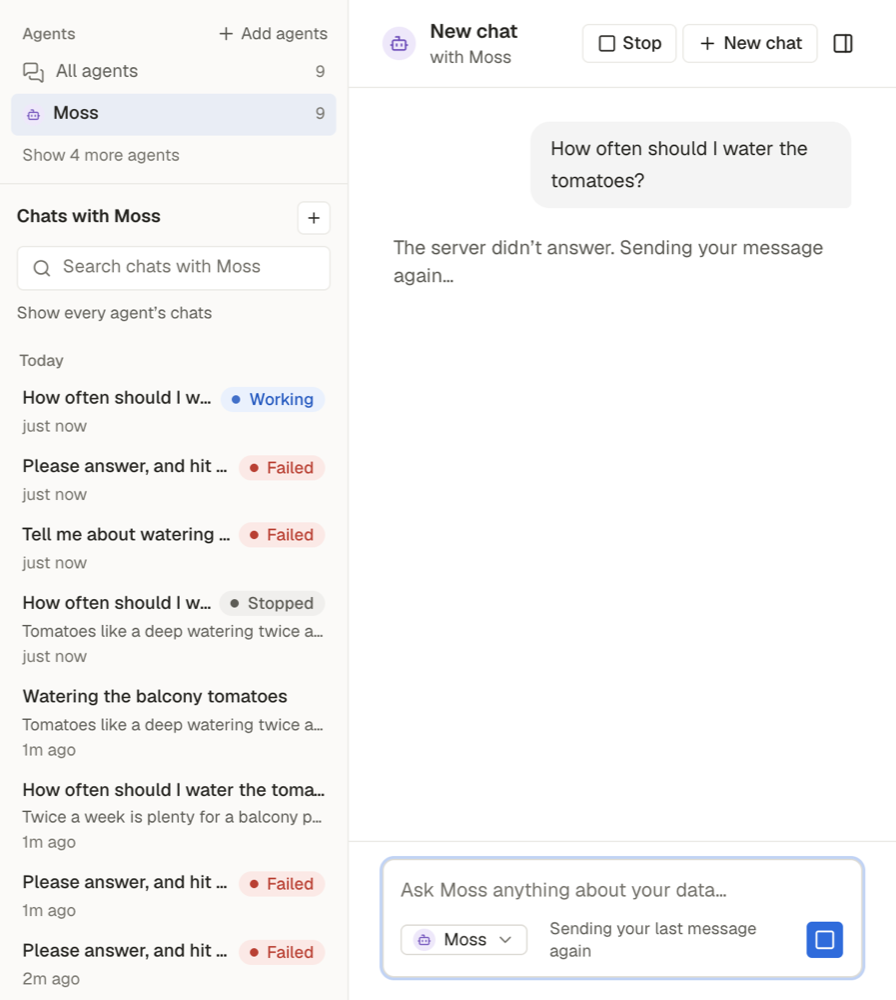 Agents
Add agents
All agents
9
Moss
9
Show 4 more agents
Chats with Moss
Search chats with Moss
Show every agent's chats
Today
How often should I w...
Working
just now
Please answer, and hit ...
Failed
just now
Tell me about watering ...
Failed
just now
How often should I w...
Stopped
Tomatoes like a deep watering twice a...
just now
Watering the balcony tomatoes
Tomatoes like a deep watering twice a...
1m ago
How often should I water the toma...
Twice a week is plenty for a balcony p...
1m ago
Please answer, and hit ...
Failed
1m ago
Please answer, and hit ...
Failed
2m ago
New chat
with Moss
Stop
New chat
How often should I water the
tomatoes?
The server didn't answer. Sending your message
again...
Ask Moss anything about your data...
Moss
Sending your last message
again